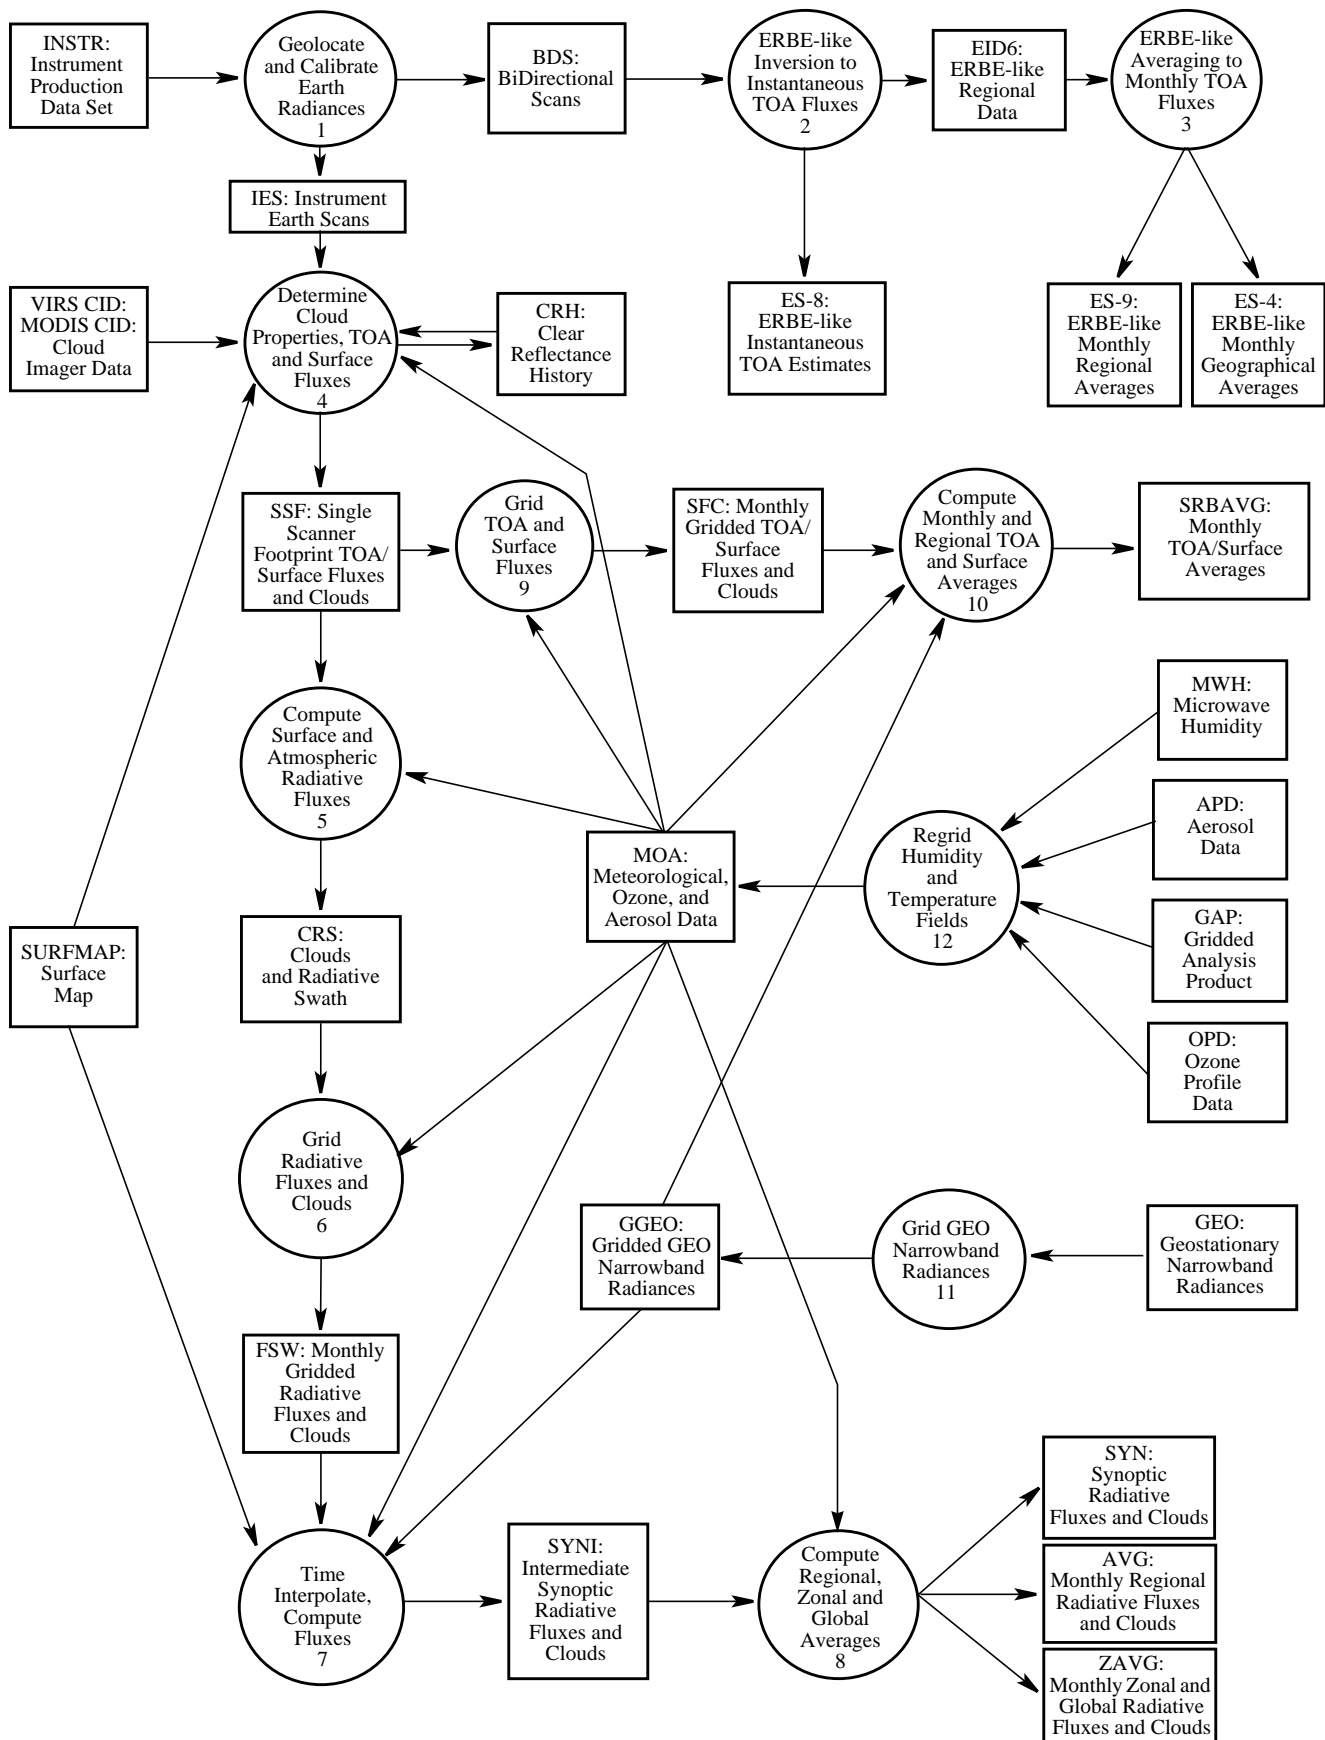 INSTR:
Instrument
Production
Data Set
Geolocate
and Calibrate
Earth
Radiances
1
BDS:
BiDirectional
Scans
ERBE-like
Inversion to
Instantaneous
TOA Fluxes
2
EID6:
ERBE-like
Regional
Data
ERBE-like
Averaging to
Monthly TOA
Fluxes
3
IES: Instrument
Earth Scans
VIRS CID:
MODIS CID:
Cloud
Imager Data
Determine
Cloud
Properties, TOA
and Surface
Fluxes
4
CRH:
Clear
Reflectance
History
ES-8:
ERBE-like
Instantaneous
TOA Estimates
ES-9:
ERBE-like
Monthly
Regional
Averages
ES-4:
ERBE-like
Monthly
Geographical
Averages
SSF: Single
Scanner
Footprint TOA/
Surface Fluxes
and Clouds
Grid
TOA and
Surface
Fluxes
9
SFC: Monthly
Gridded TOA/
Surface
Fluxes and
Clouds
Compute
Monthly and
Regional TOA
and Surface
Averages
10
SRBAVG:
Monthly
TOA/Surface
Averages
Compute
Surface and
Atmospheric
Radiative
Fluxes
5
MWH:
Microwave
Humidity
APD:
Aerosol
Data
MOA:
Meteorological,
Ozone, and
Aerosol Data
Regrid
Humidity
and
Temperature
Fields
12
GAP:
Gridded
Analysis
Product
SURFMAP:
Surface
Map
CRS:
Clouds
and Radiative
Swath
OPD:
Ozone
Profile
Data
Grid
Radiative
Fluxes and
Clouds
6
GGEO:
Gridded GEO
Narrowband
Radiances
Grid GEO
Narrowband
Radiances
11
GEO:
Geostationary
Narrowband
Radiances
FSW: Monthly
Gridded
Radiative
Fluxes and
Clouds
Time
Interpolate,
Compute
Fluxes
7
SYNI:
Intermediate
Synoptic
Radiative
Fluxes and
Clouds
Compute
Regional,
Zonal and
Global
Averages
8
SYN:
Synoptic
Radiative
Fluxes and Clouds
AVG:
Monthly Regional
Radiative Fluxes
and Clouds
ZAVG:
Monthly Zonal and
Global Radiative
Fluxes and Clouds